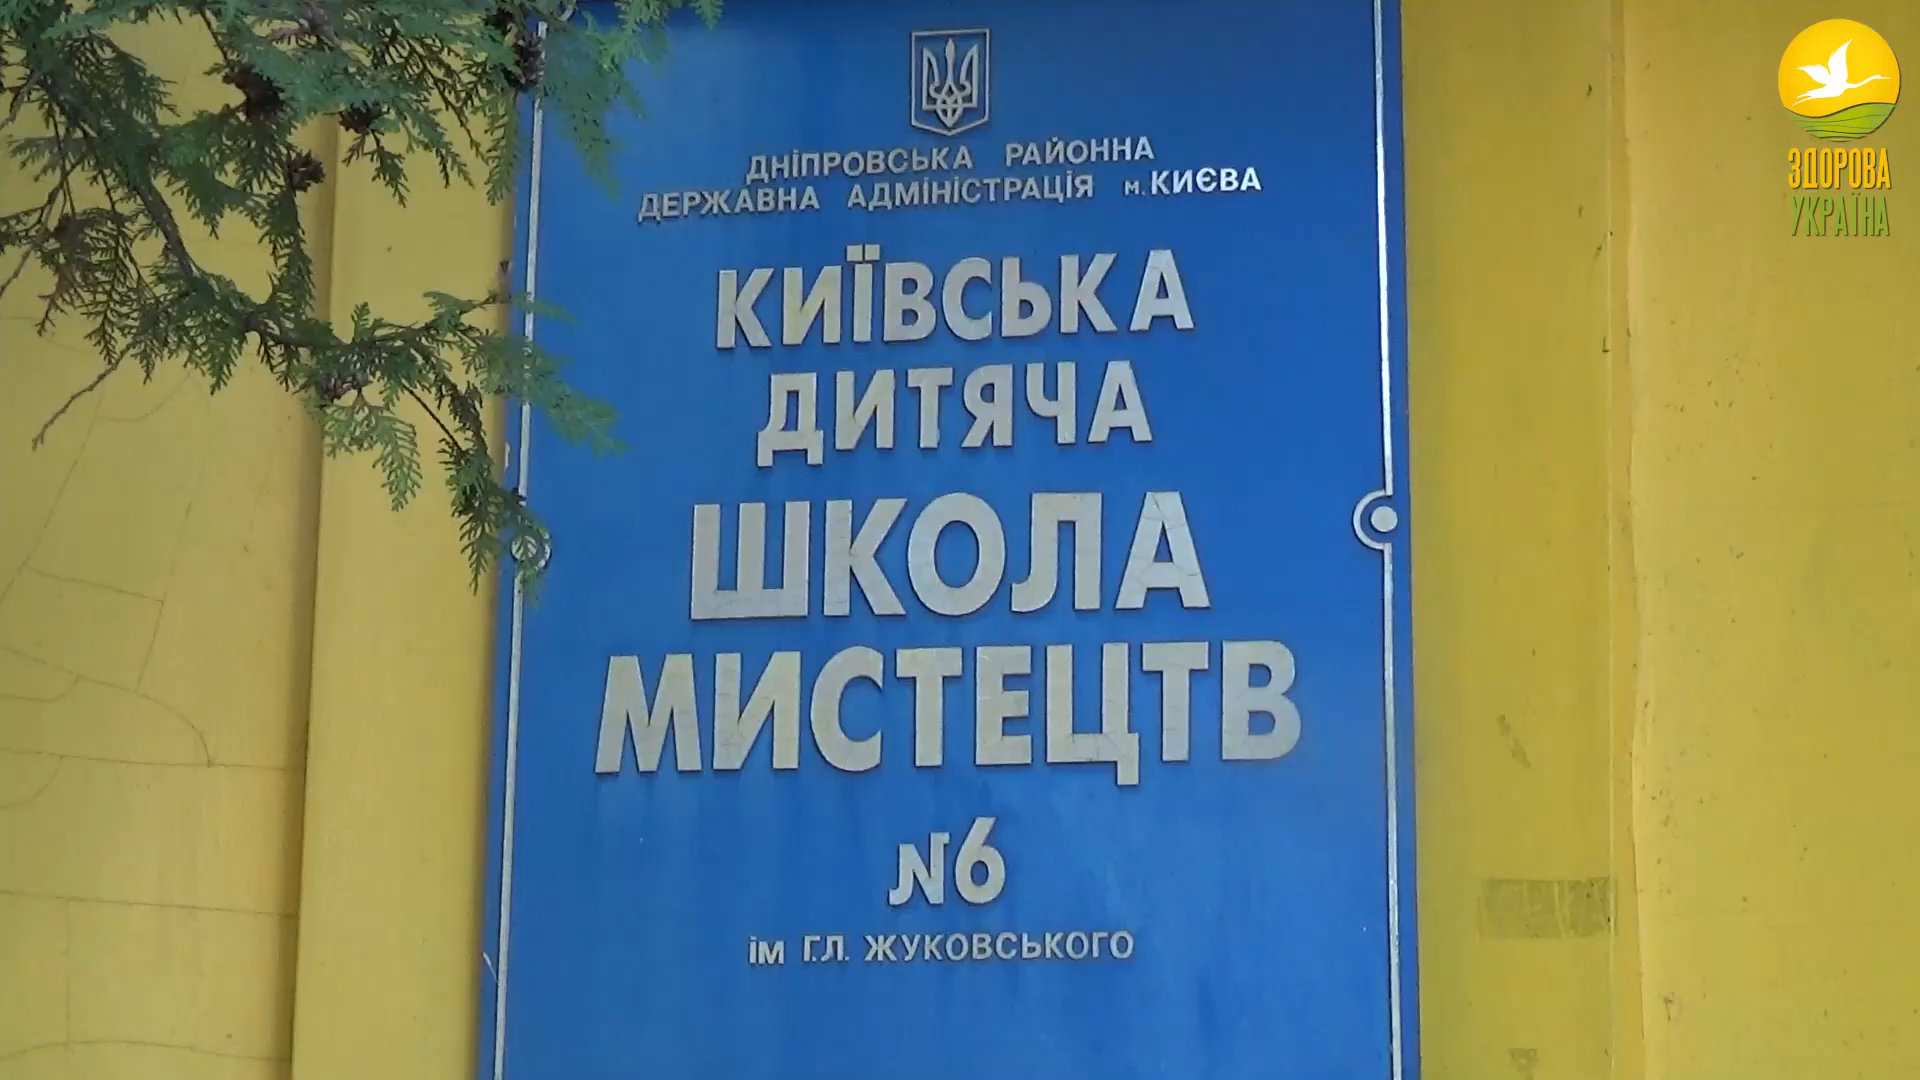 ДНІПРОВСЬКА РАЙОННА
ДЕРЖАВНА АДМІНІСТРАЦІЯ м. КИЄВА
КИЇВСЬКА
ДИТЯЧА
ШКОЛА
МИСТЕЦТВ
№6
ім Г.Л. ЖУКОВСЬКОГО
ЗДОРОВА
УКРАЇНА